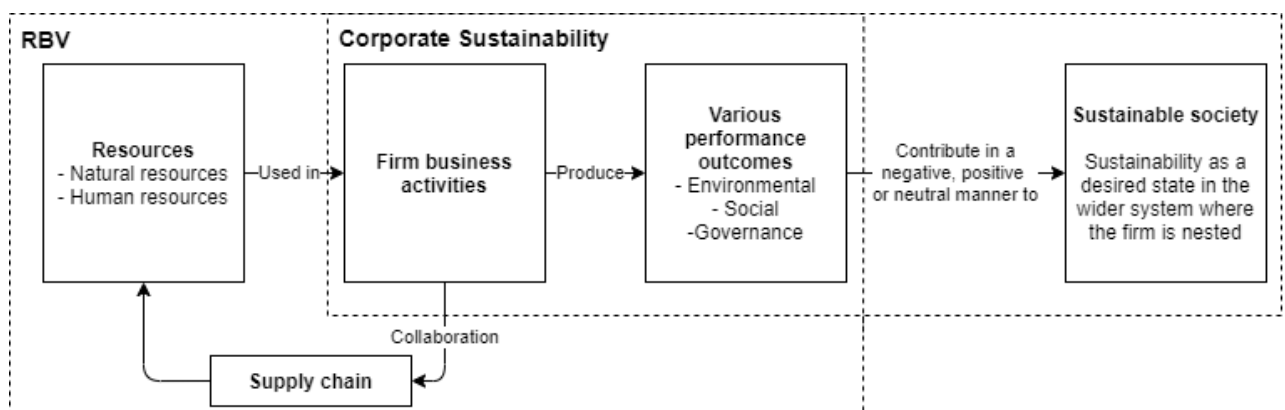 RBV
Corporate Sustainability
Resources
- Natural resources
- Human resources
Used in
Firm business
activities
Produce
Various
performance
outcomes
- Environmental
- Social
-Governance
Contribute in a
negative, positive
or neutral manner to
Sustainable society
Sustainability as a
desired state in the
wider system where
the firm is nested
Collaboration
Supply chain